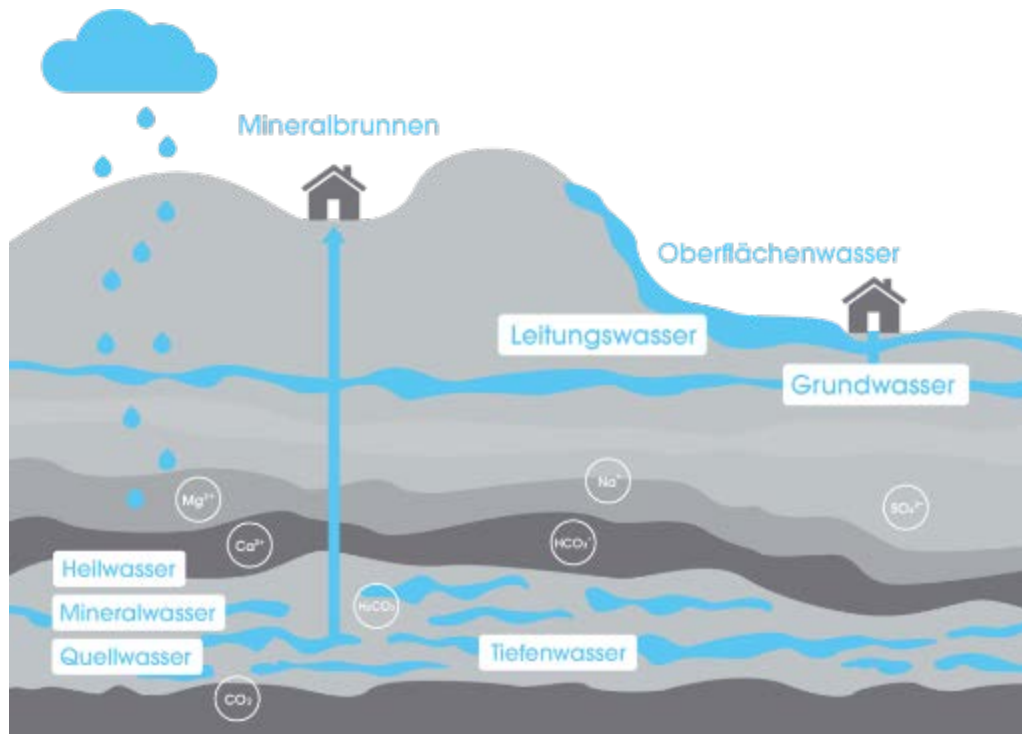 Mineralbrunnen
Oberflächenwasser
Leitungswasser
Grundwasser
Mg²⁺
Na⁺
SO₄²⁻
Ca²⁺
HCO₃⁻
Heilwasser
Mineralwasser
H₂CO₃
Quellwasser
Tiefenwasser
CO₂